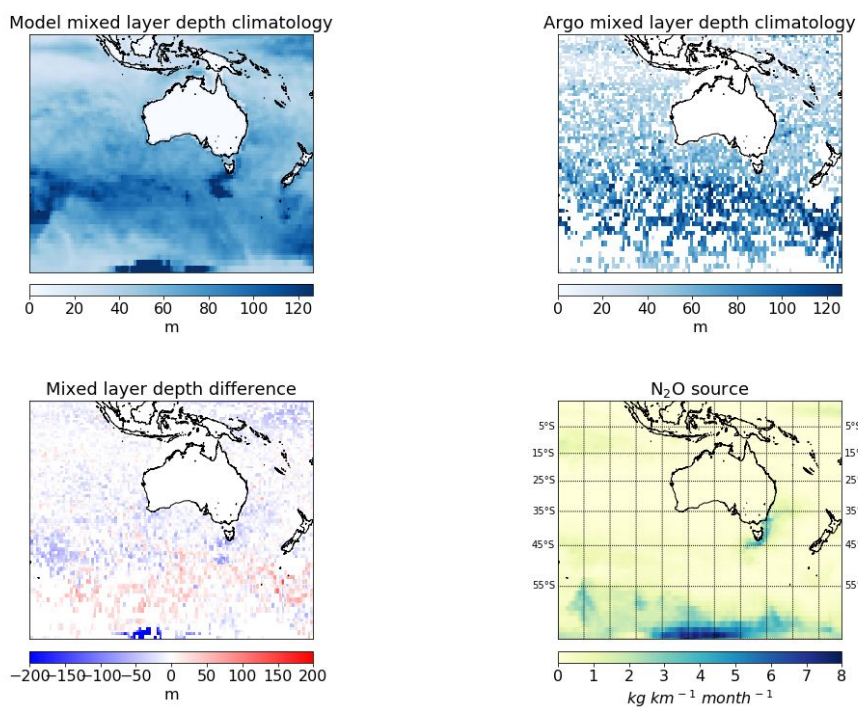 Model mixed layer depth climatology
Argo mixed layer depth climatology
0 20 40 60 80 100 120
m
0 20 40 60 80 100 120
m
Mixed layer depth difference
N₂O source
5°S 5°S
15°S 15°S
25°S 25°S
35°S 35°S
45°S 45°S
55°S 55°S
−200−150−100−50 0 50 100 150 200
m
0 1 2 3 4 5 6 7 8
kg km⁻¹ month⁻¹